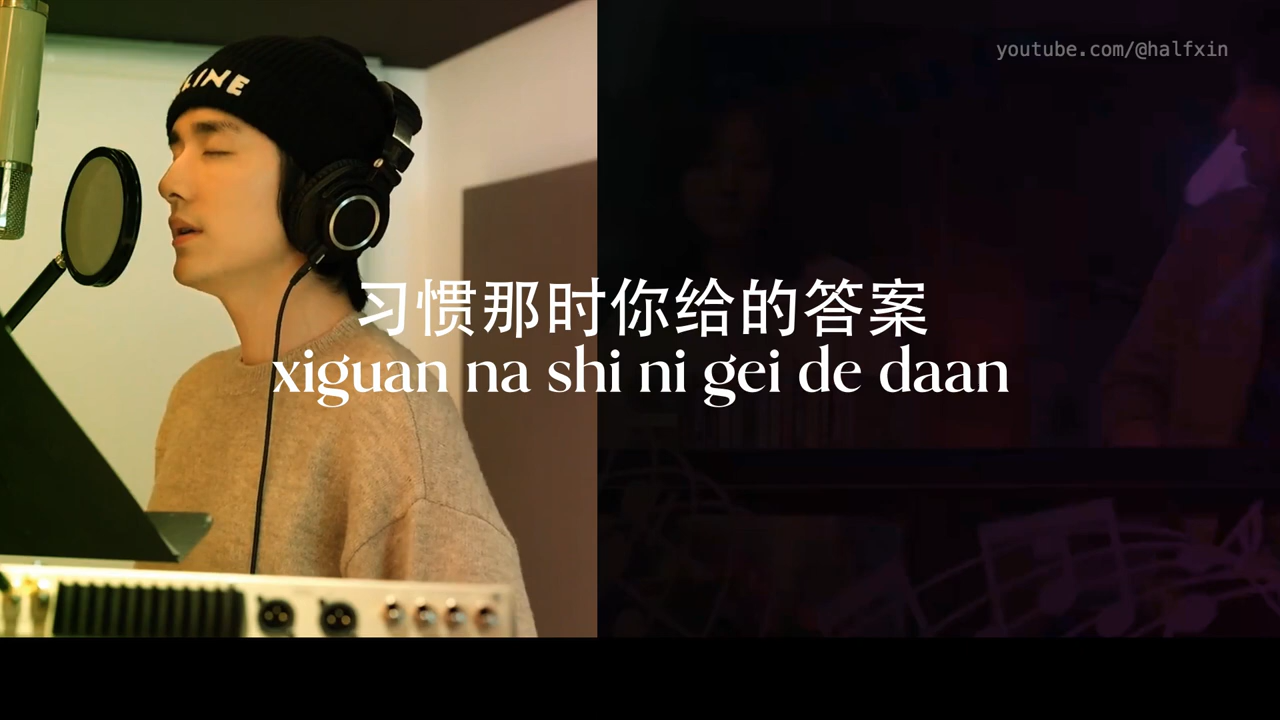 youtube.com/@halfxin
LINE
习惯那时你给的答案
xiguan na shi ni gei de daan